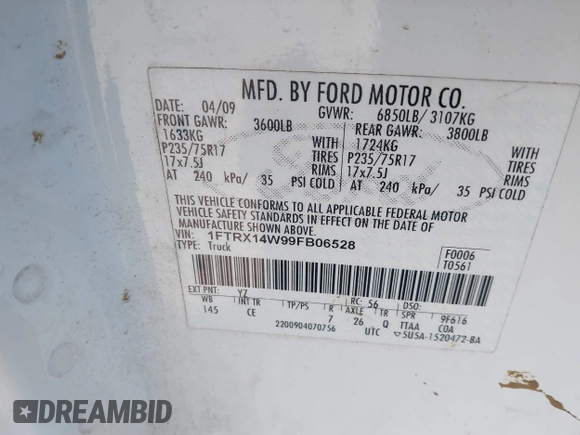 MFD. BY FORD MOTOR CO.
DATE: 04/09 GVWR: 6850LB/ 3107KG
FRONT GAWR: 3600LB REAR GAWR: 3800LB
1633KG WITH 1724KG WITH
P235/75R17 TIRES P235/75R17 TIRES
17x7.5J RIMS 17x7.5J RIMS
AT 240 kPa/ 35 PSI COLD AT 240 kPa/ 35 PSI COLD
THIS VEHICLE CONFORMS TO ALL APPLICABLE FEDERAL MOTOR
VEHICLE SAFETY STANDARDS IN EFFECT ON THE DATE OF
MANUFACTURE SHOWN ABOVE.
VIN: 1FTRX14W99FB06528
TYPE: Truck
F0006
T0561
EXT PNT: YZ RC: 56 DSO:
WB INT TR TP/PS R AXLE TR SPR 9F616
145 CE 7 26 Q TTAA COA
2200904070756 UTC ▽5U5A-1520472-BA
DREAMBID